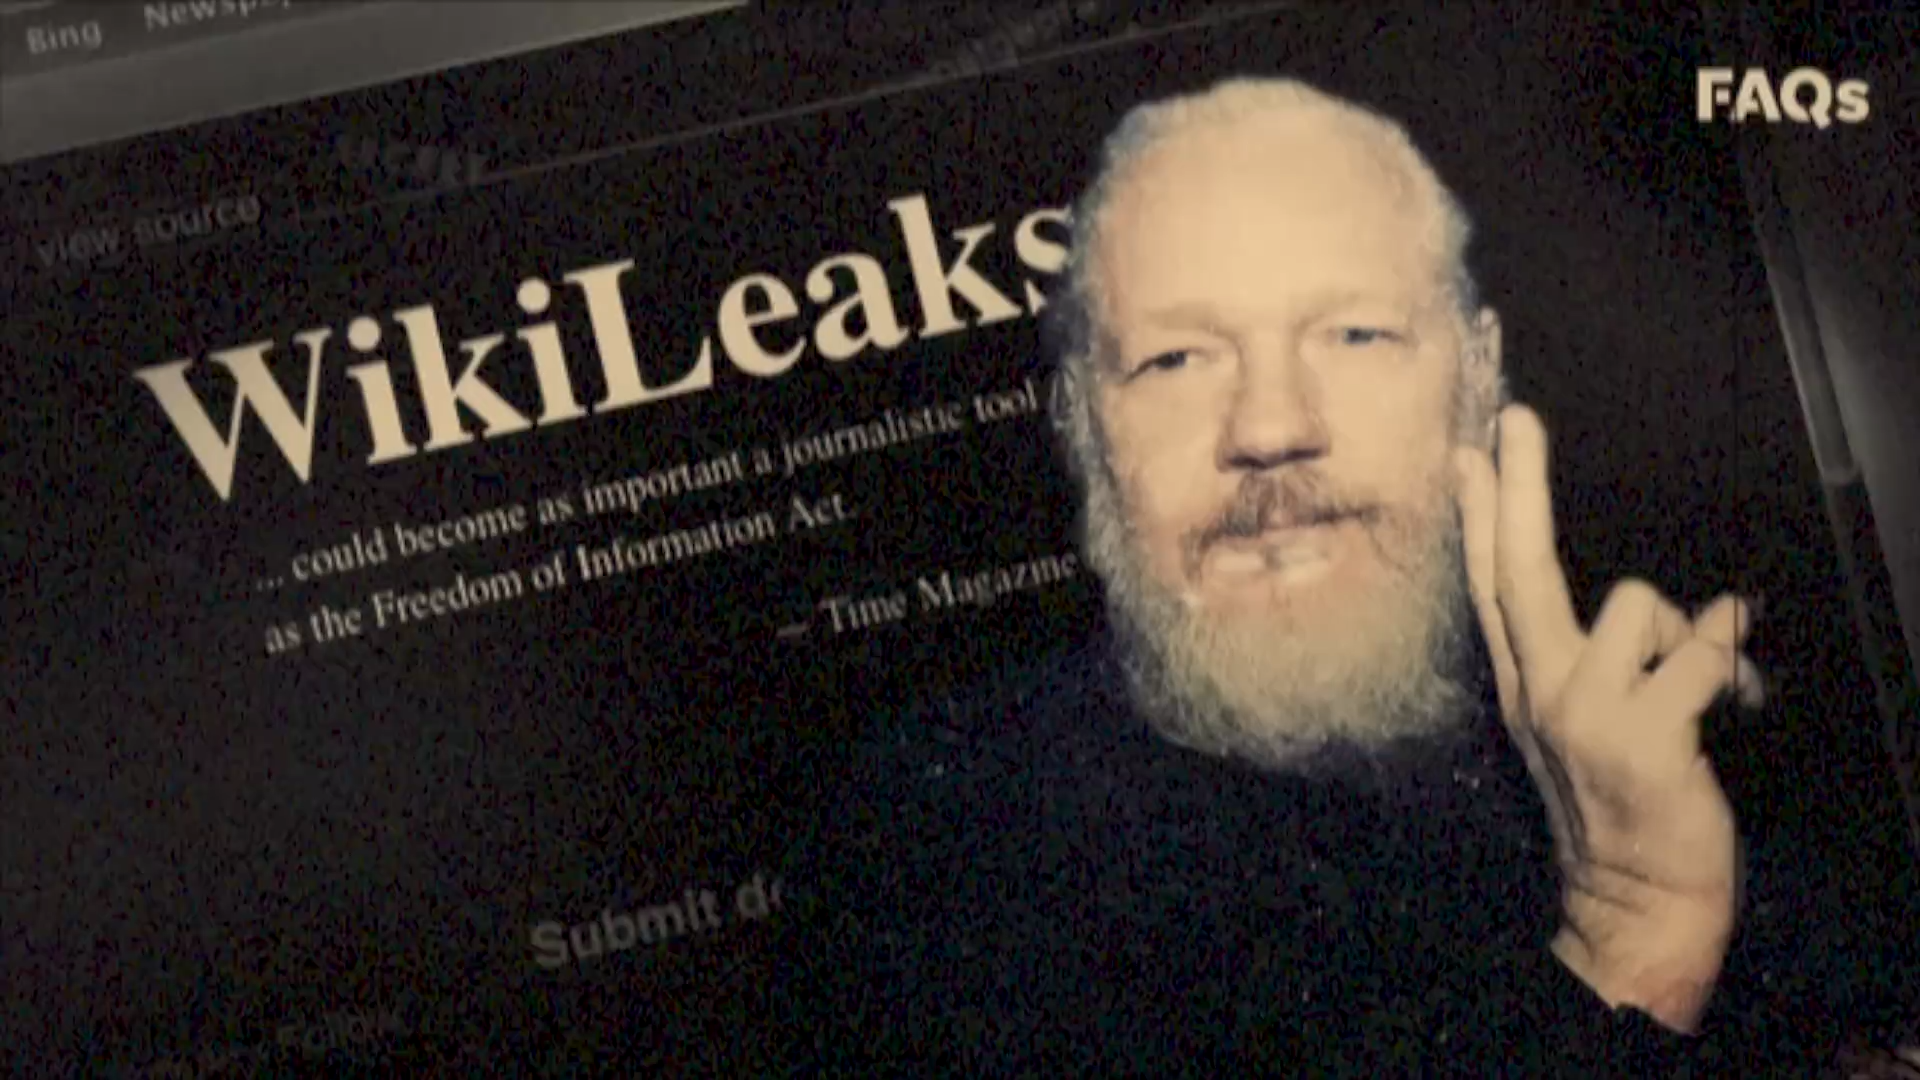 Bing
FAQs
view source
WikiLeaks
... could become as important a journalistic tool
as the Freedom of Information Act.
— Time Magazine
Submit